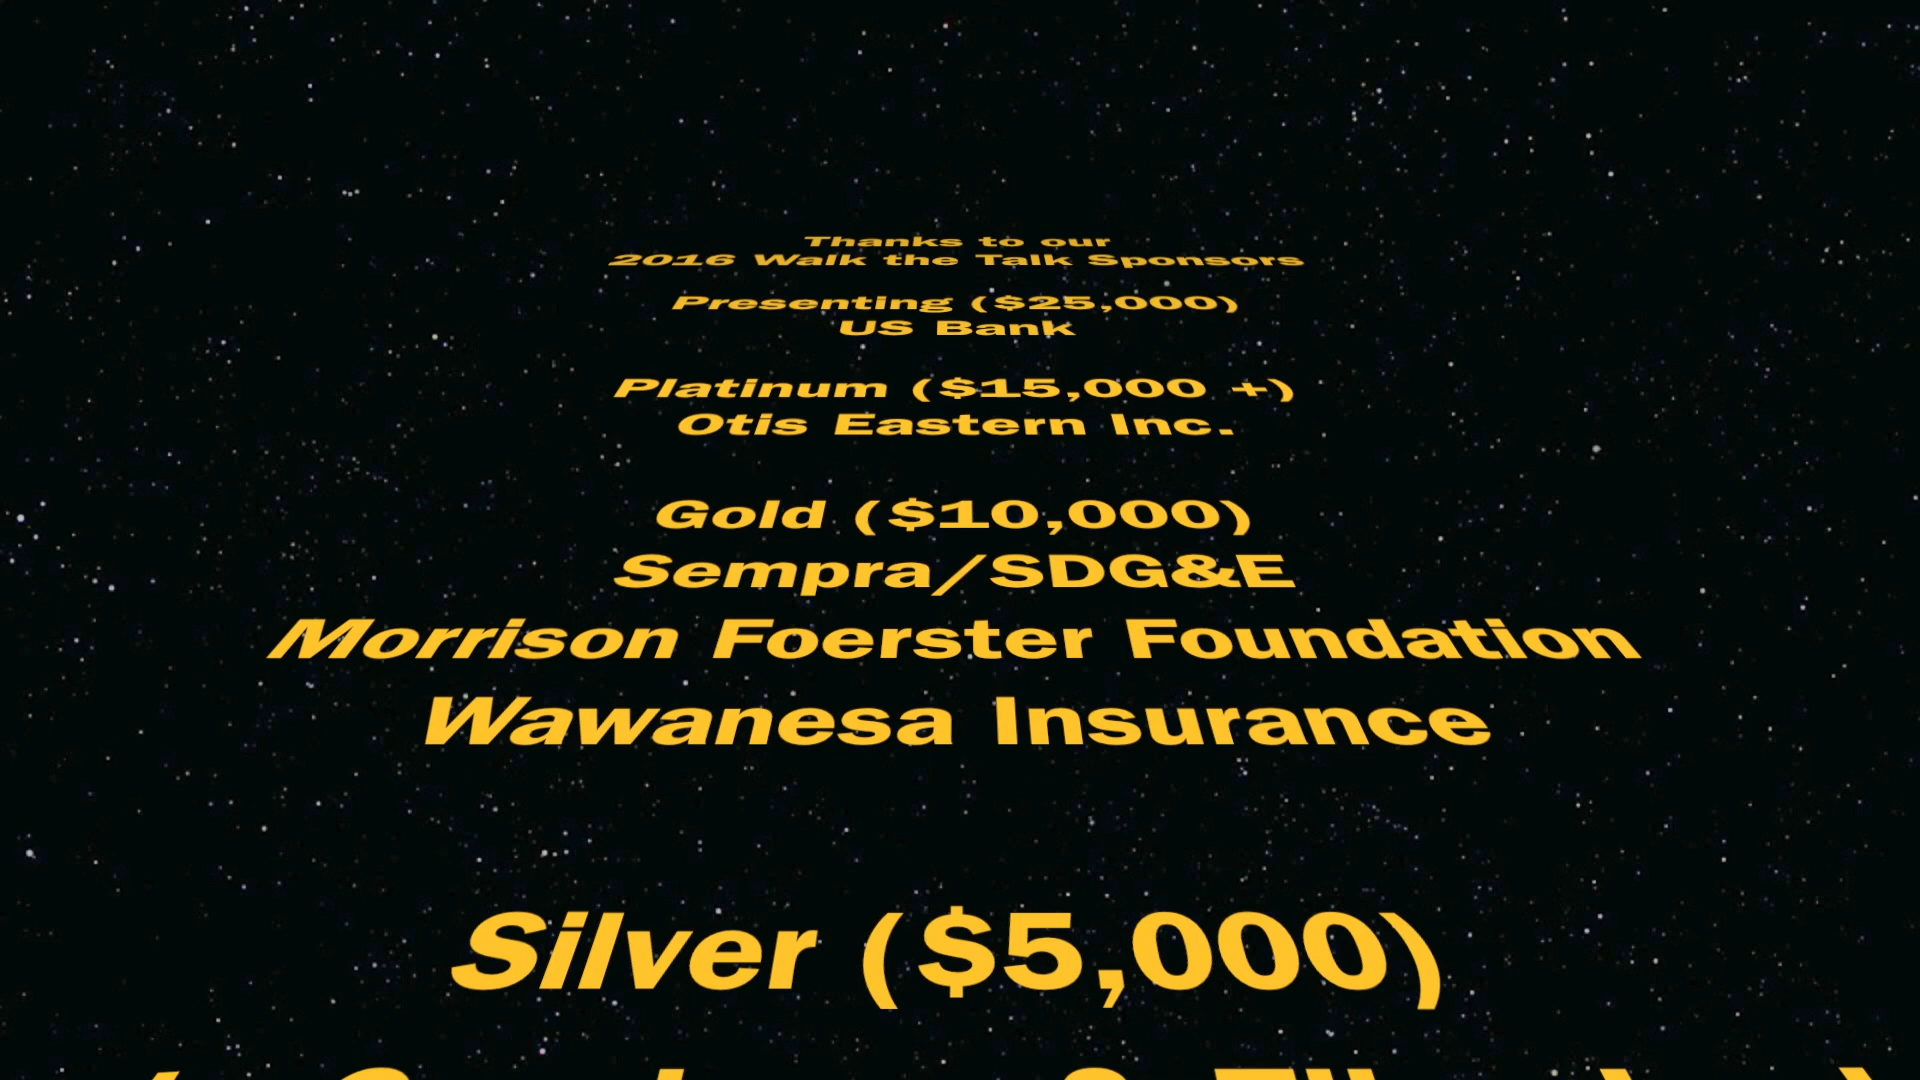 Thanks to our
2016 Walk the Talk Sponsors
Presenting ($25,000)
US Bank
Platinum ($15,000 +)
Otis Eastern Inc.
Gold ($10,000)
Sempra/SDG&E
Morrison Foerster Foundation
Wawanesa Insurance
Silver ($5,000)